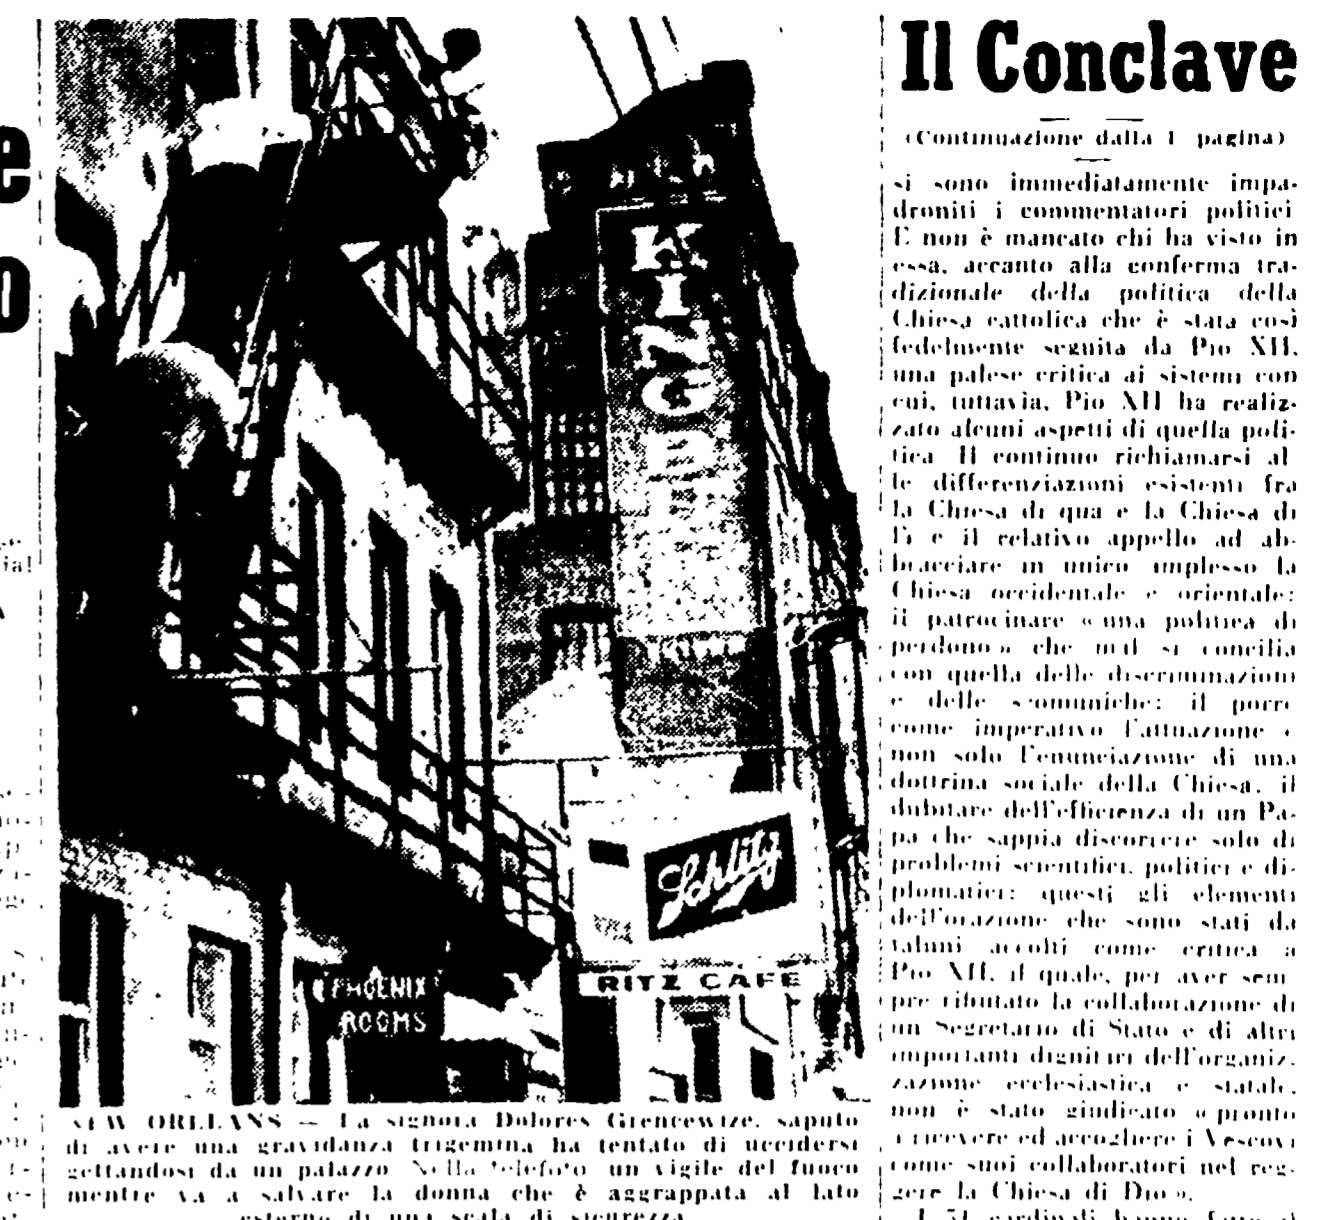 KING
Schlitz
RITZ CAFE
PHOENIX
ROOMS
NEW ORLEANS — La signora Dolores Grencewize, saputo
di avere una gravidanza trigemina ha tentato di uccidersi
gettandosi da un palazzo Nella telefoto un vigile del fuoco
mentre va a salvare la donna che è aggrappata al lato
esterno di una scala di sicurezza
Il Conclave
(Continuazione dalla 1 pagina)
si sono immediatamente impa-
droniti i commentatori politici
E non è mancato chi ha visto in
essa, accanto alla conferma tra-
dizionale della politica della
Chiesa cattolica che è stata così
fedelmente seguita da Pio XII,
una palese critica ai sistemi con
cui, tuttavia, Pio XII ha realiz-
zato alcuni aspetti di quella poli-
tica Il continuo richiamarsi al
le differenziazioni esistenti fra
la Chiesa di qua e la Chiesa di
lì e il relativo appello ad ab-
bracciare in unico amplesso la
Chiesa occidentale e orientale;
il patrocinare «una politica di
perdono» che mal si concilia
con quella delle discriminazioni
e delle scomuniche; il porre
come imperativo l'attuazione e
non solo l'enunciazione di una
dottrina sociale della Chiesa, il
dubitare dell'efficienza di un Pa-
pa che sappia discorrere solo di
problemi scientifici, politici e di-
plomatici: questi gli elementi
dell'orazione che sono stati da
taluni accolti come critica a
Pio XII, il quale, per aver sem
pre rifiutato la collaborazione di
un Segretario di Stato e di altri
importanti dignitari dell'organiz-
zazione ecclesiastica e statale,
non è stato giudicato «pronto
a ricevere ed accogliere i Vescovi
come suoi collaboratori nel reg-
gere la Chiesa di Dio».
I 51 cardinali hanno